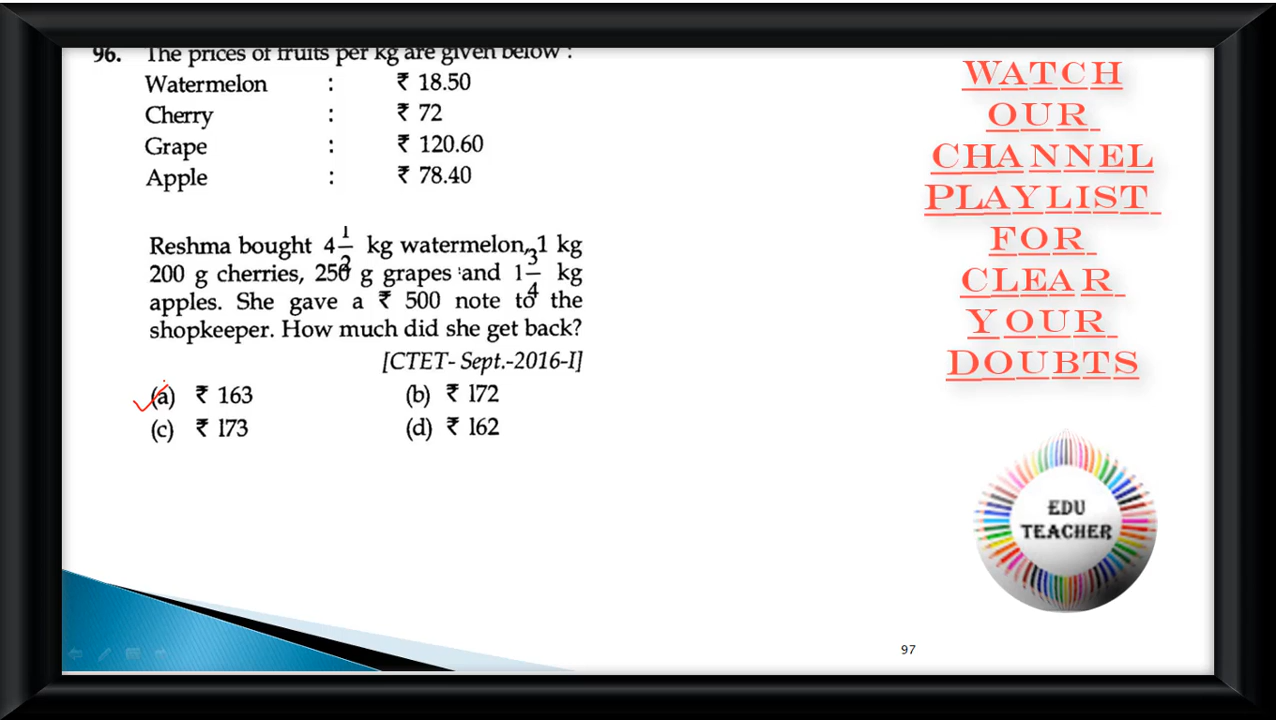 96. The prices of fruits per kg are given below :
Watermelon : ₹ 18.50
Cherry : ₹ 72
Grape : ₹ 120.60
Apple : ₹ 78.40
Reshma bought 4 1/2 kg watermelon, 1 kg
200 g cherries, 250 g grapes and 1 3/4 kg
apples. She gave a ₹ 500 note to the
shopkeeper. How much did she get back?
[CTET- Sept.-2016-I]
(a) ₹ 163 (b) ₹ 172
(c) ₹ 173 (d) ₹ 162
WATCH
OUR
CHANNEL
PLAYLIST
FOR
CLEAR
YOUR
DOUBTS
EDU
TEACHER
97